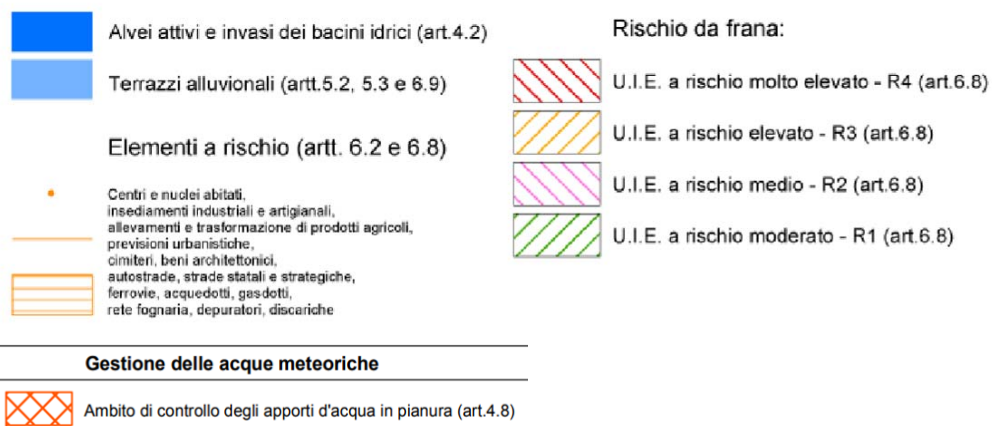 Alvei attivi e invasi dei bacini idrici (art.4.2)
Terrazzi alluvionali (artt.5.2, 5.3 e 6.9)
Elementi a rischio (artt. 6.2 e 6.8)
Centri e nuclei abitati,
insediamenti industriali e artigianali,
allevamenti e trasformazione di prodotti agricoli,
previsioni urbanistiche,
cimiteri, beni architettonici,
autostrade, strade statali e strategiche,
ferrovie, acquedotti, gasdotti,
rete fognaria, depuratori, discariche
Rischio da frana:
U.I.E. a rischio molto elevato - R4 (art.6.8)
U.I.E. a rischio elevato - R3 (art.6.8)
U.I.E. a rischio medio - R2 (art.6.8)
U.I.E. a rischio moderato - R1 (art.6.8)
Gestione delle acque meteoriche
Ambito di controllo degli apporti d'acqua in pianura (art.4.8)